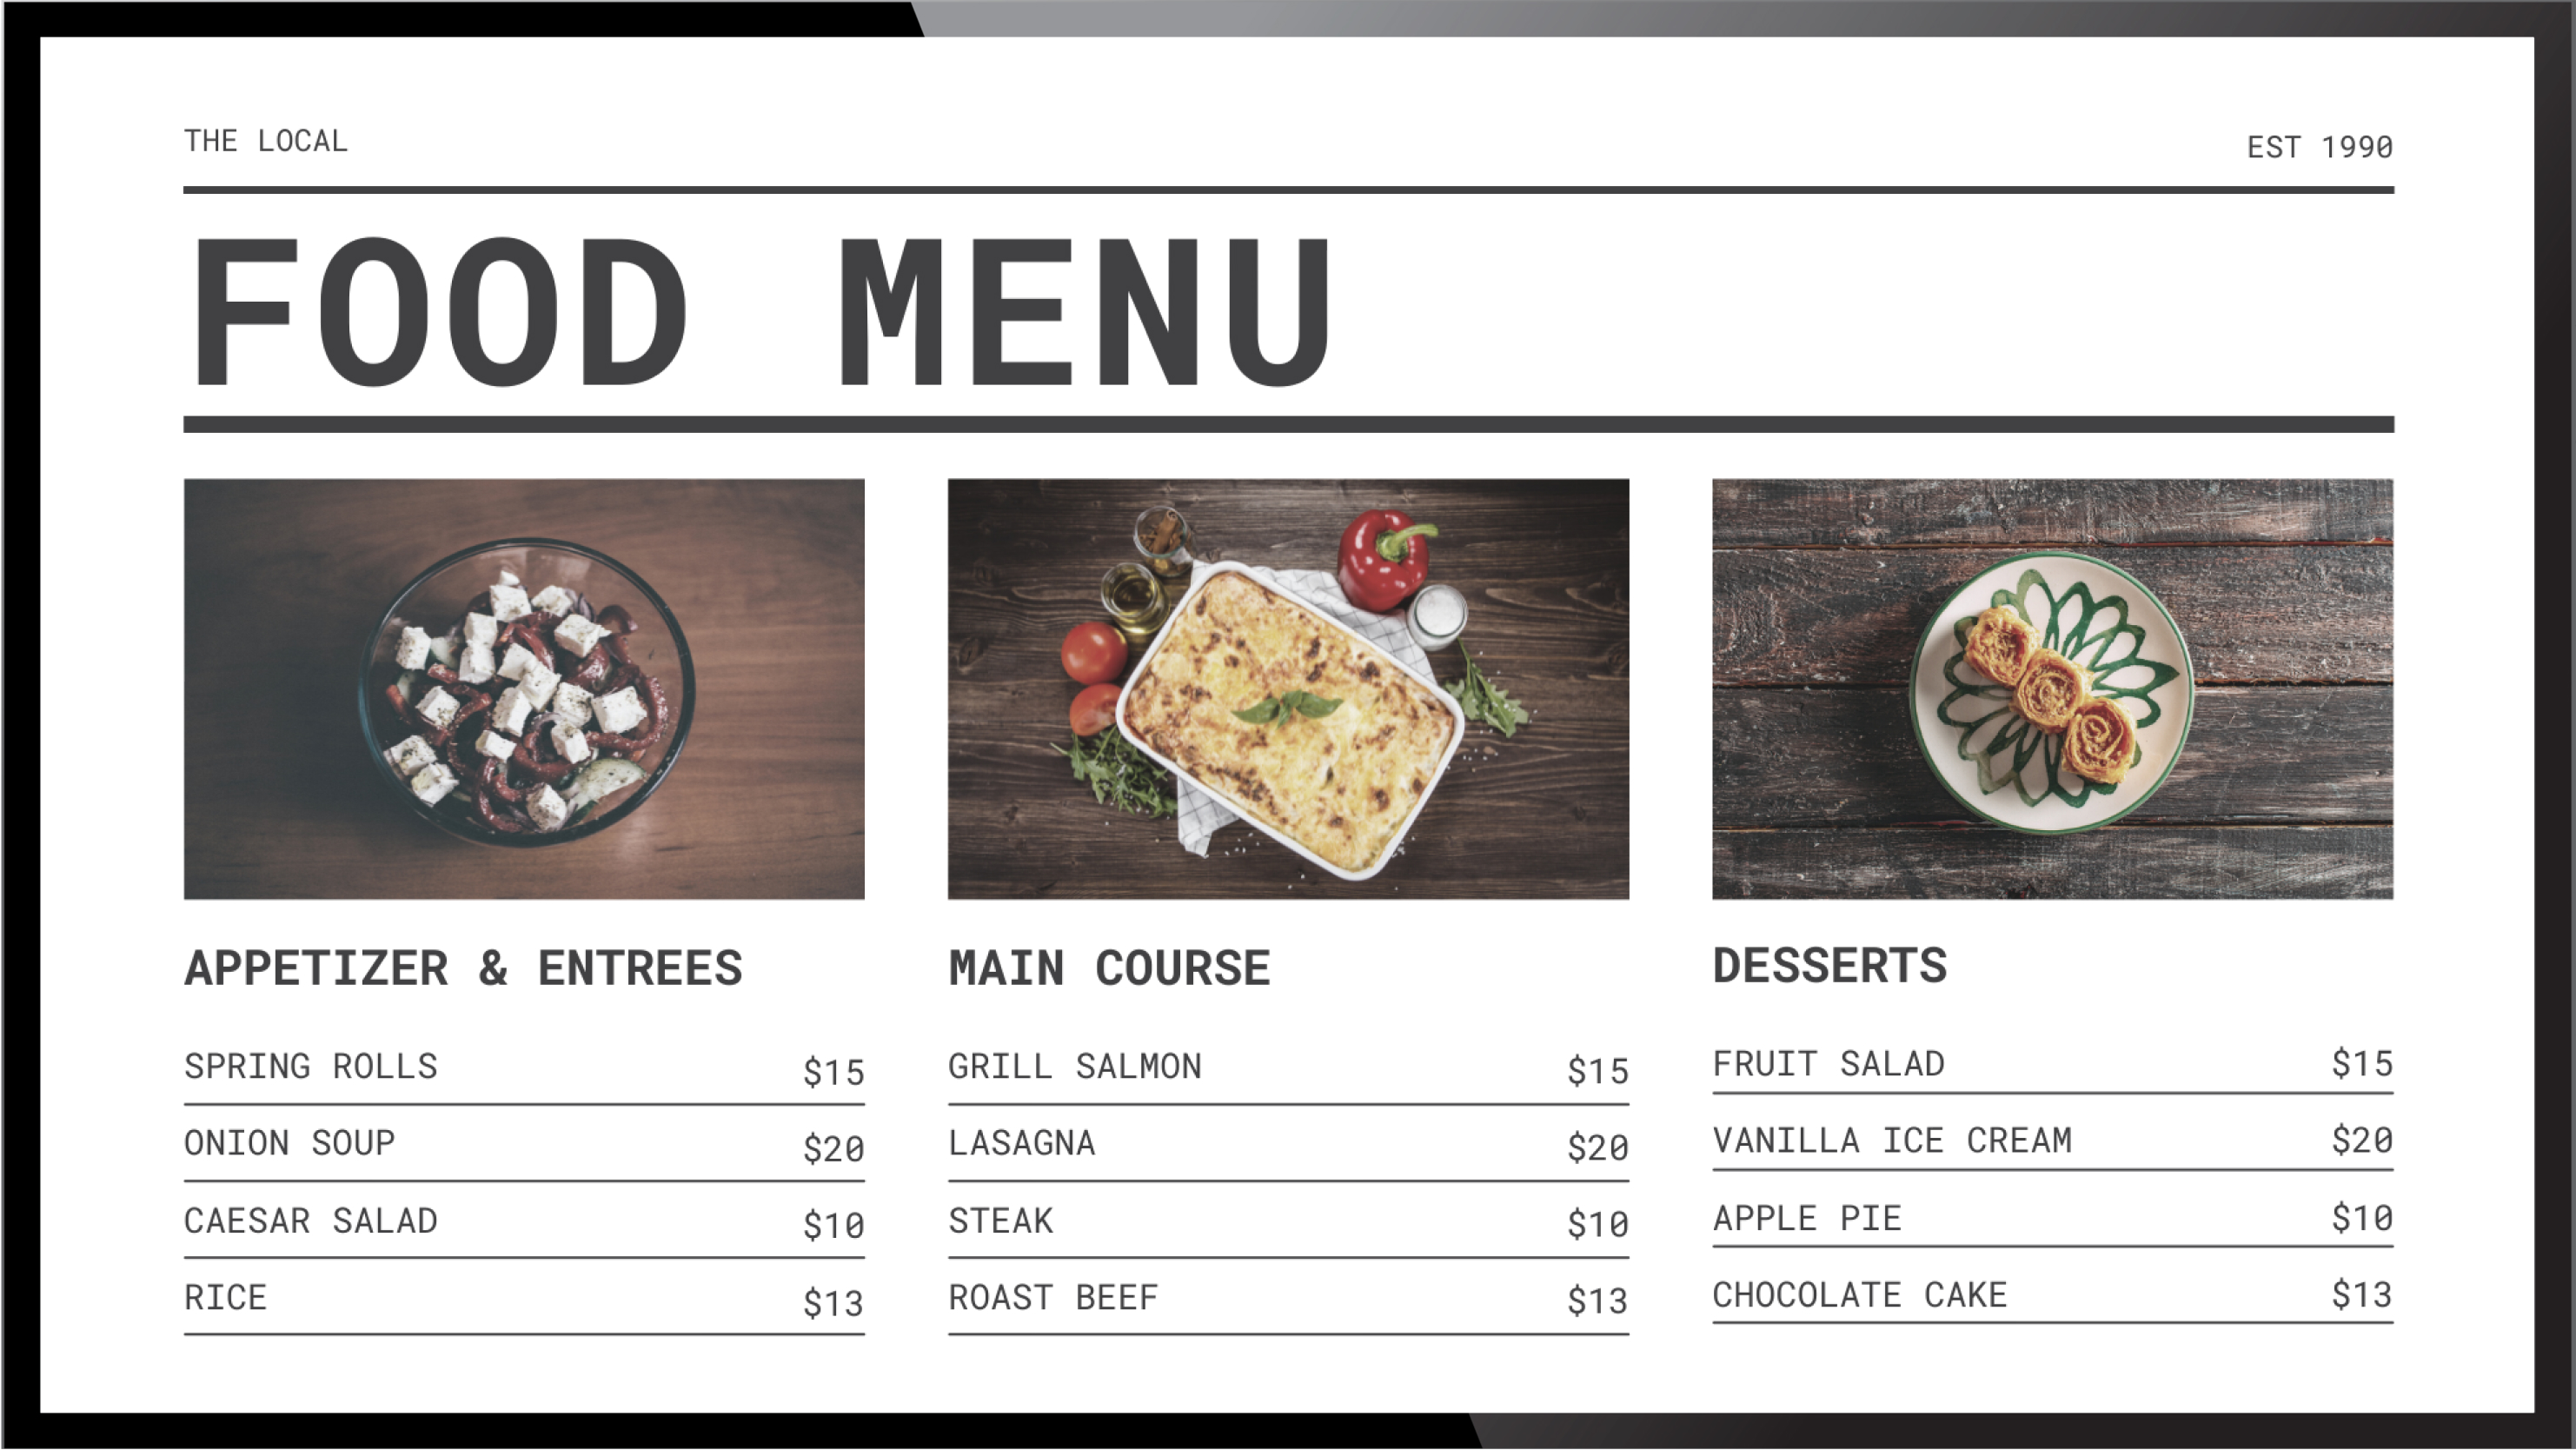 THE LOCAL
EST 1990
FOOD MENU
APPETIZER & ENTREES
SPRING ROLLS $15
ONION SOUP $20
CAESAR SALAD $10
RICE $13
MAIN COURSE
GRILL SALMON $15
LASAGNA $20
STEAK $10
ROAST BEEF $13
DESSERTS
FRUIT SALAD $15
VANILLA ICE CREAM $20
APPLE PIE $10
CHOCOLATE CAKE $13